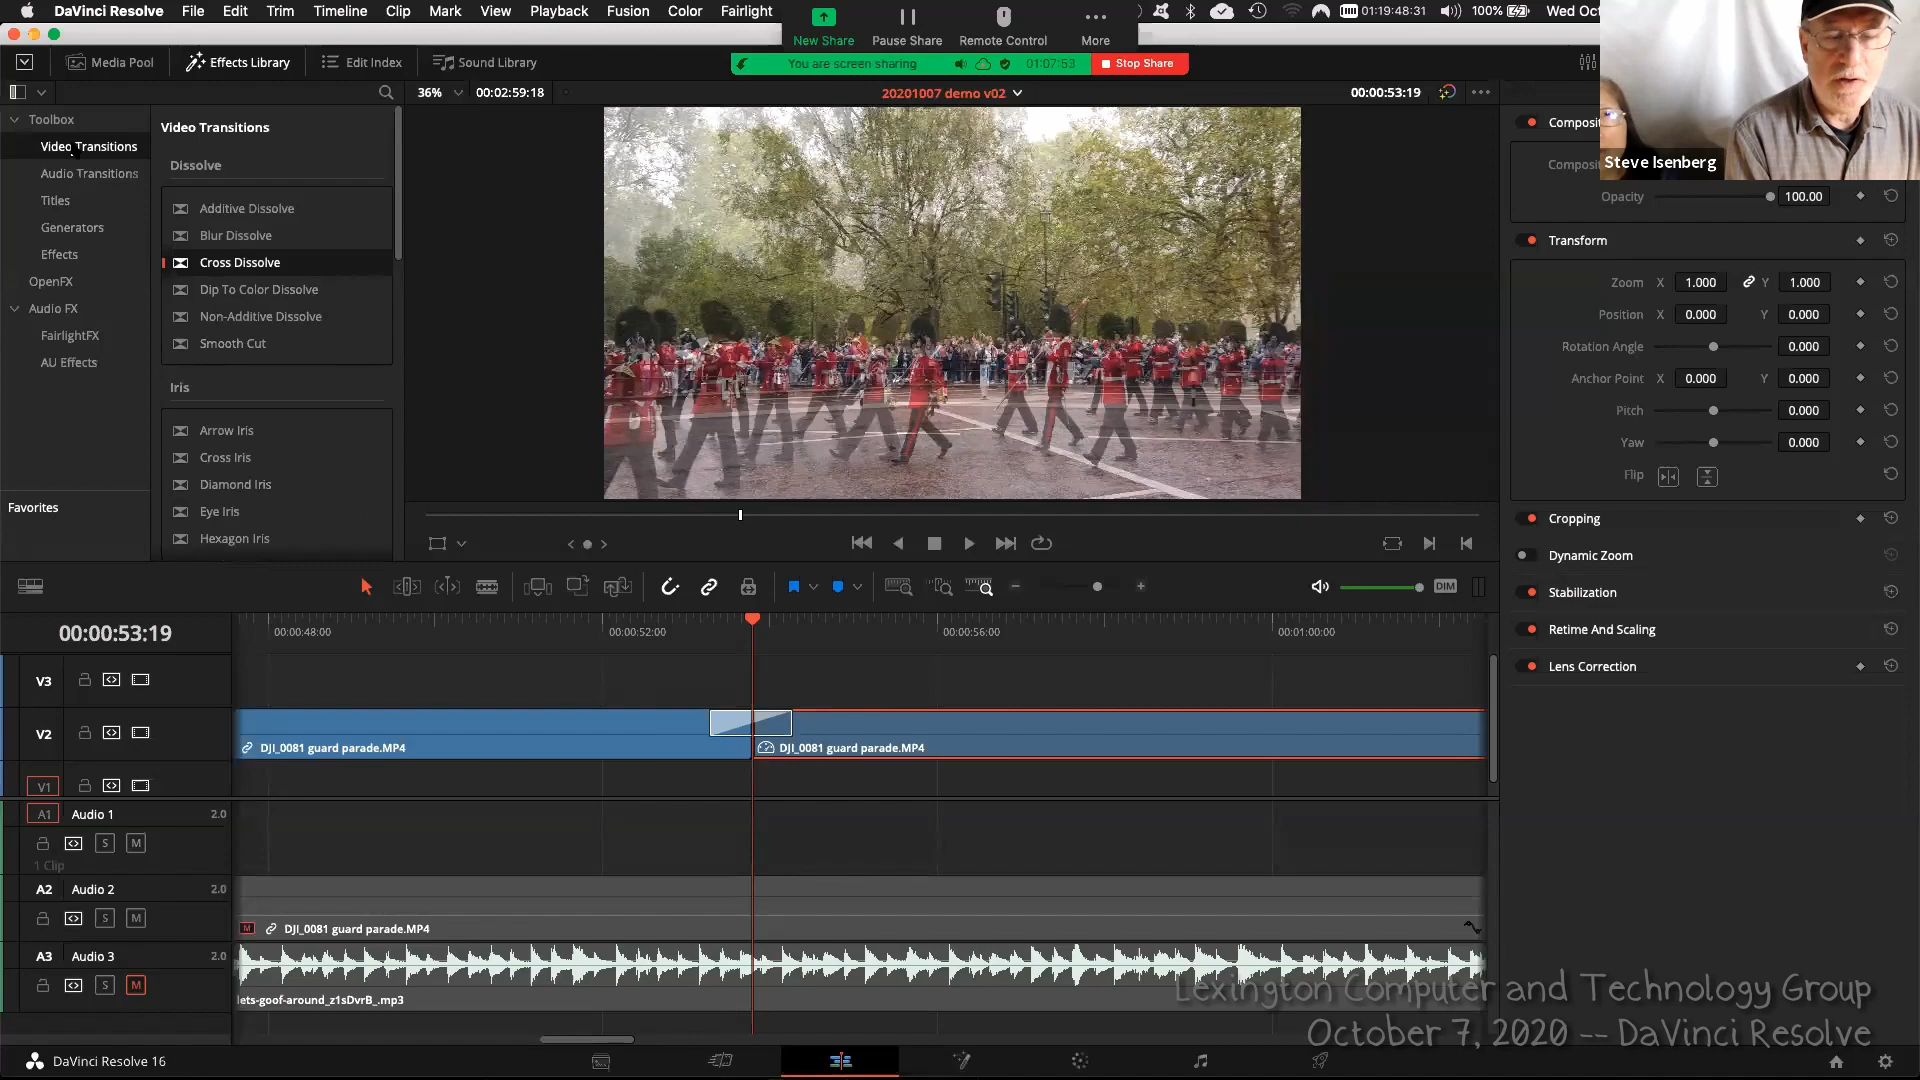 DaVinci Resolve File Edit Trim Timeline Clip Mark View Playback Fusion Color Fairlight
01:19:48:31 100% Wed Oct
New Share Pause Share Remote Control More
You are screen sharing 01:07:53 Stop Share
Media Pool Effects Library Edit Index Sound Library
36% 00:02:59:18 20201007 demo v02 00:00:53:19
Toolbox
Video Transitions
Audio Transitions
Titles
Generators
Effects
OpenFX
Audio FX
FairlightFX
AU Effects
Favorites
Video Transitions
Dissolve
Additive Dissolve
Blur Dissolve
Cross Dissolve
Dip To Color Dissolve
Non-Additive Dissolve
Smooth Cut
Iris
Arrow Iris
Cross Iris
Diamond Iris
Eye Iris
Hexagon Iris
Steve Isenberg
Composit
Compos
Opacity 100.00
Transform
Zoom X 1.000 Y 1.000
Position X 0.000 Y 0.000
Rotation Angle 0.000
Anchor Point X 0.000 Y 0.000
Pitch 0.000
Yaw 0.000
Flip
Cropping
Dynamic Zoom
Stabilization
Retime And Scaling
Lens Correction
DIM
00:00:53:19
00:00:48:00 00:00:52:00 00:00:56:00 00:01:00:00
V3
V2
DJI_0081 guard parade.MP4 DJI_0081 guard parade.MP4
V1
A1 Audio 1 2.0
S M
1 Clip
A2 Audio 2 2.0
S M
M DJI_0081 guard parade.MP4
A3 Audio 3 2.0
S M
lets-goof-around_z1sDvrB_.mp3
Lexington Computer and Technology Group
October 7, 2020 -- DaVinci Resolve
DaVinci Resolve 16